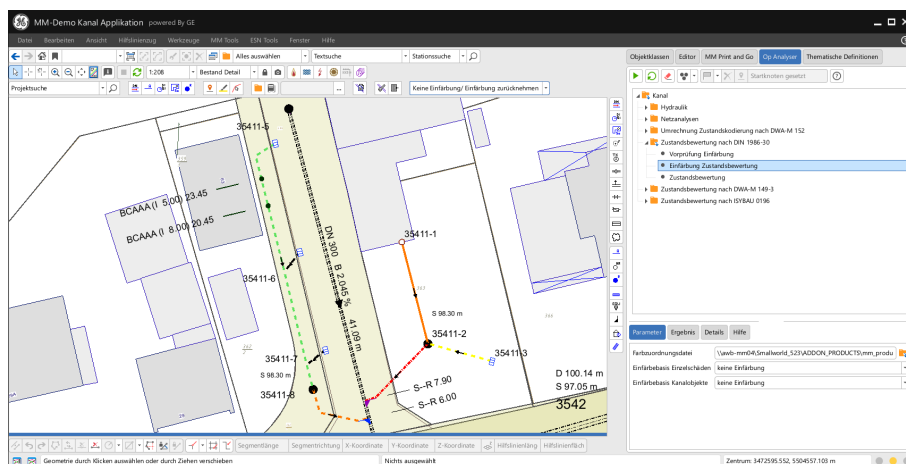 MM-Demo Kanal Applikation powered By GE
Datei Bearbeiten Ansicht Hilfslinienzug Werkzeuge MM Tools ESN Tools Fenster Hilfe
Alles auswählen Textsuche Stationssuche
1:208 Bestand Detail
Projektsuche ... Keine Einfärbung/ Einfärbung zurücknehmen
Objektklassen Editor MM Print and Go Op Analyser Thematische Definitionen
Startknoten gesetzt
Kanal
Hydraulik
Netzanalysen
Umrechnung Zustandskodierung nach DWA-M 152
Zustandsbewertung nach DIN 1986-30
Vorprüfung Einfärbung
Einfärbung Zustandsbewertung
Zustandsbewertung
Zustandsbewertung nach DWA-M 149-3
Zustandsbewertung nach ISYBAU 0196
35411-5
BCAAA (I 5.00) 23.45
BCAAA (I 8.00) 20.45
35411-1
DN 300 B 2.045 % 41.09 m
35411-6
363
S 98.30 m
366
35411-2
362
2
35411-7
35411-3
S 98.30 m
35411-8
S--R 7.90
S--R 6.00
D 100.14 m
S 97.05 m
3542
Parameter Ergebnis Details Hilfe
Farbzuordnungsdatei \\awb-mm04\Smallworld_523\ADDON_PRODUCTS\mm_produ
Einfärbebasis Einzelschäden keine Einfärbung
Einfärbebasis Kanalobjekte keine Einfärbung
Segmentlänge Segmentrichtung X-Koordinate Y-Koordinate Z-Koordinate Hilfslinienläng Hilfslinienfläch
Geometrie durch Klicken auswählen oder durch Ziehen verschieben Nichts ausgewählt Zentrum: 3472595.552, 5504557.103 m